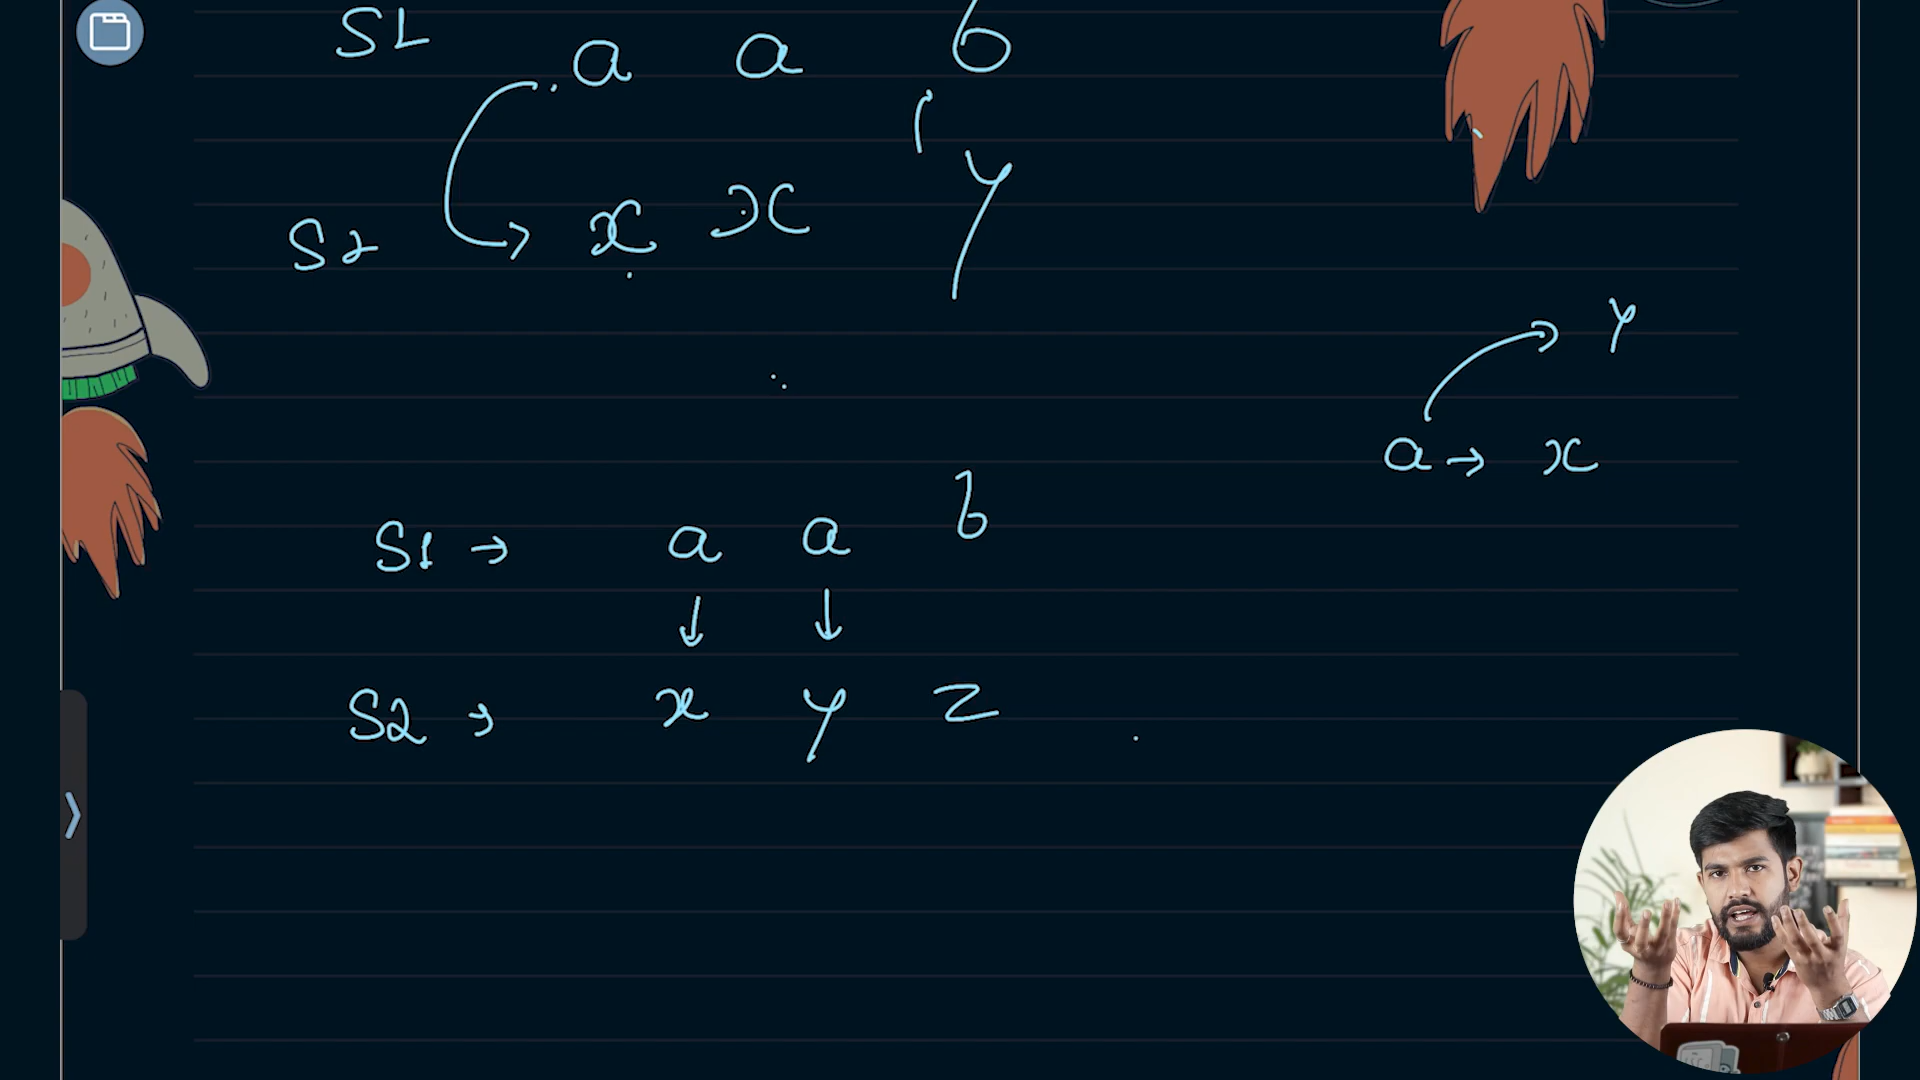 S1 a a b
S2 x x y
y
a → x
S1 → a a b
↓ ↓
S2 → x y z